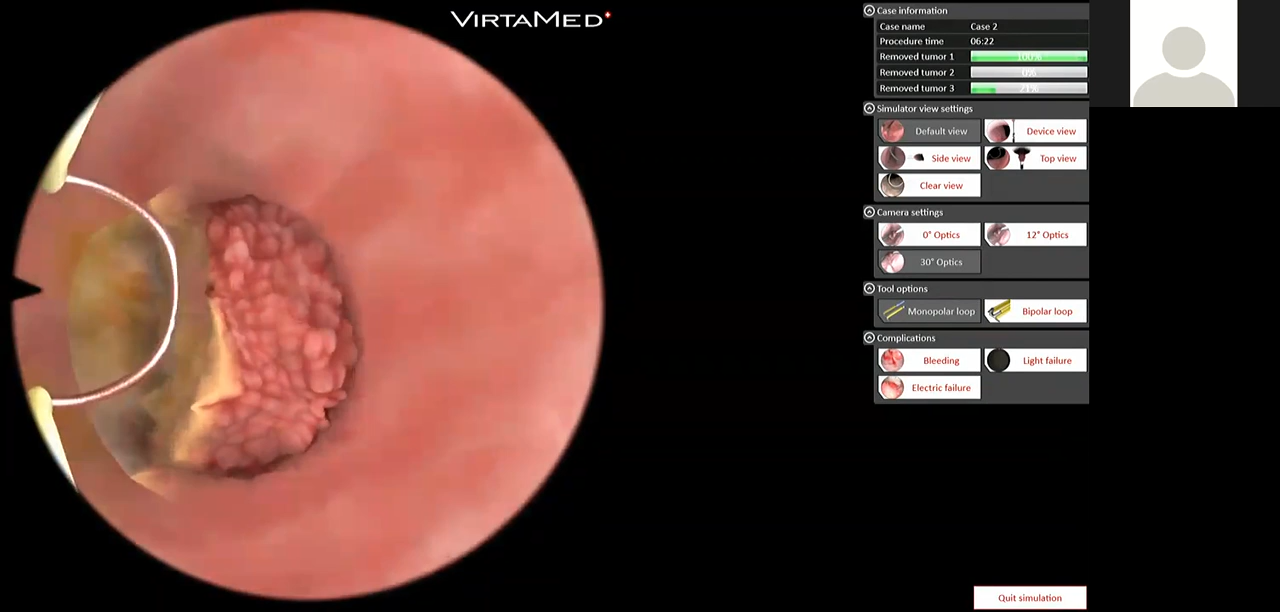 VIRTAMED
Case information
Case name Case 2
Procedure time 06:22
Removed tumor 1 100%
Removed tumor 2 0%
Removed tumor 3 21%
Simulator view settings
Default view Device view
Side view Top view
Clear view
Camera settings
0° Optics 12° Optics
30° Optics
Tool options
Monopolar loop Bipolar loop
Complications
Bleeding Light failure
Electric failure
Quit simulation